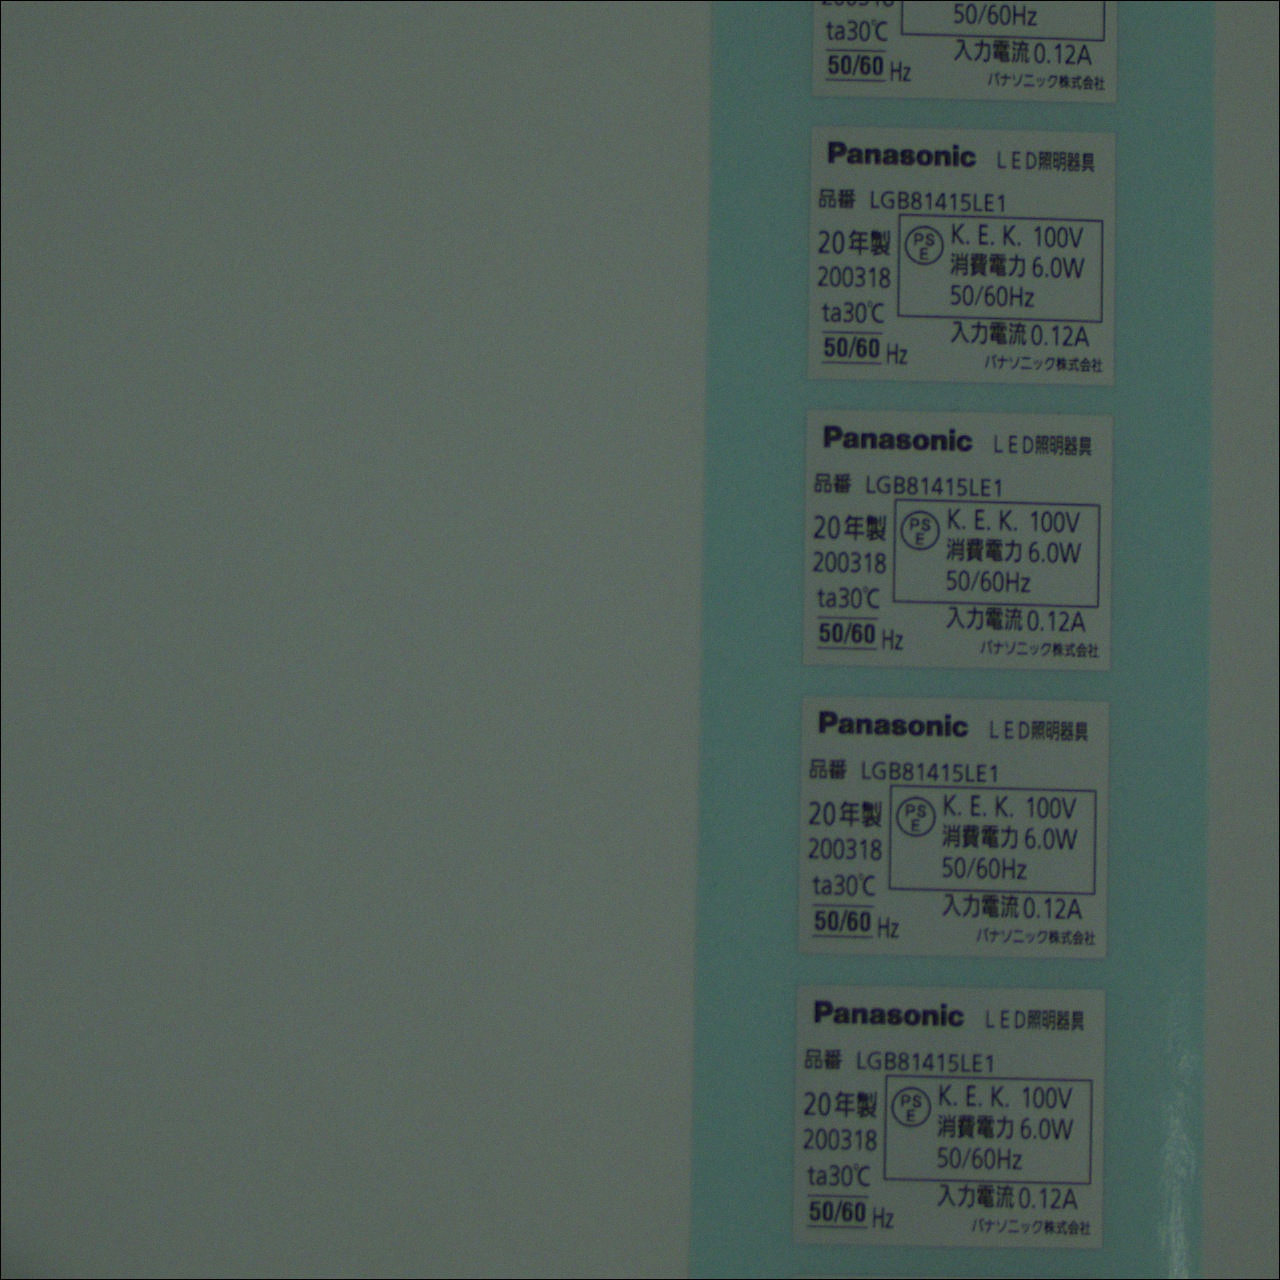 200318
50/60Hz
ta30℃
入力電流0.12A
50/60 Hz
パナソニック株式会社
Panasonic LED照明器具
品番 LGB81415LE1
20年製 PSE K. E. K. 100V
消費電力6.0W
200318
50/60Hz
ta30℃
入力電流0.12A
50/60 Hz
パナソニック株式会社
Panasonic LED照明器具
品番 LGB81415LE1
20年製 PSE K. E. K. 100V
消費電力6.0W
200318
50/60Hz
ta30℃
入力電流0.12A
50/60 Hz
パナソニック株式会社
Panasonic LED照明器具
品番 LGB81415LE1
20年製 PSE K. E. K. 100V
消費電力6.0W
200318
50/60Hz
ta30℃
入力電流0.12A
50/60 Hz
パナソニック株式会社
Panasonic LED照明器具
品番 LGB81415LE1
20年製 PSE K. E. K. 100V
消費電力6.0W
200318
50/60Hz
ta30℃
入力電流0.12A
50/60 Hz
パナソニック株式会社